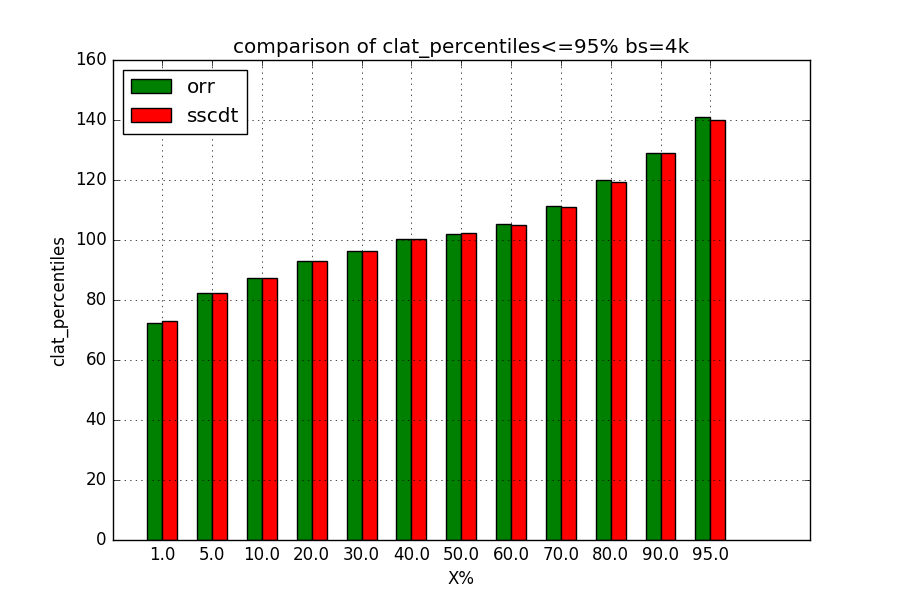 comparison of clat_percentiles<=95% bs=4k
160
140
120
100
80
60
40
20
0
clat_percentiles
orr
sscdt
1.0 5.0 10.0 20.0 30.0 40.0 50.0 60.0 70.0 80.0 90.0 95.0
X%